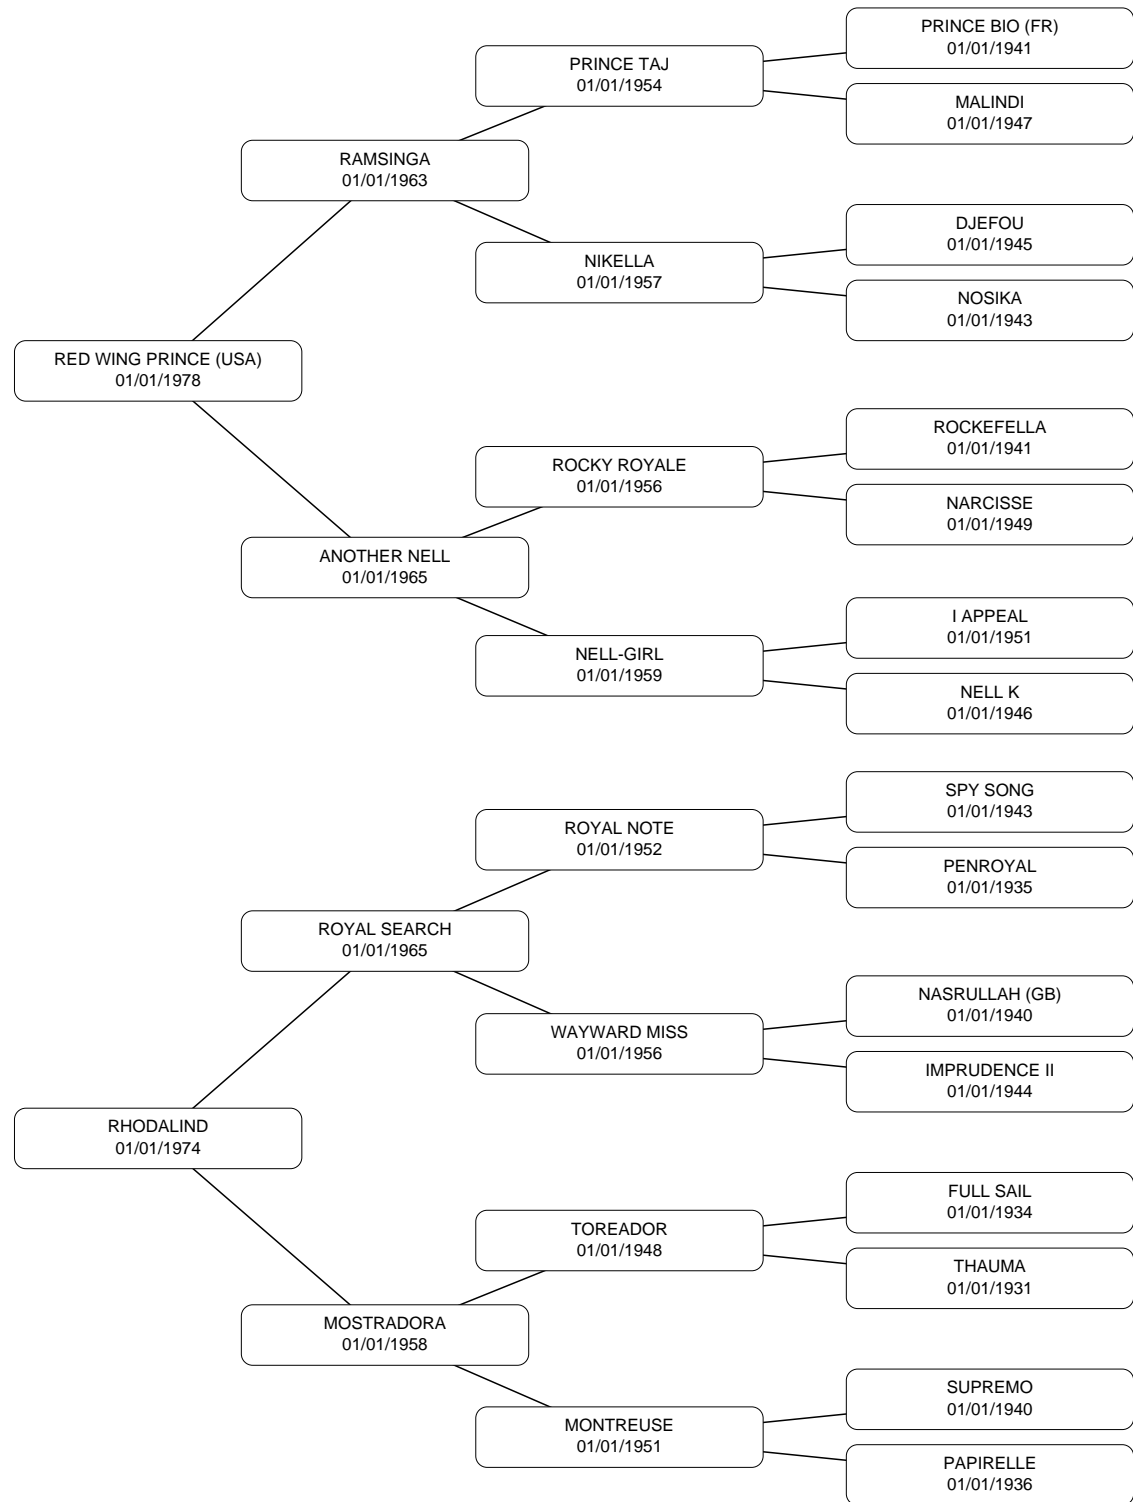 PRINCE BIO (FR)
01/01/1941
PRINCE TAJ
01/01/1954
MALINDI
01/01/1947
RAMSINGA
01/01/1963
DJEFOU
01/01/1945
NIKELLA
01/01/1957
NOSIKA
01/01/1943
RED WING PRINCE (USA)
01/01/1978
ROCKEFELLA
01/01/1941
ROCKY ROYALE
01/01/1956
NARCISSE
01/01/1949
ANOTHER NELL
01/01/1965
I APPEAL
01/01/1951
NELL-GIRL
01/01/1959
NELL K
01/01/1946
SPY SONG
01/01/1943
ROYAL NOTE
01/01/1952
PENROYAL
01/01/1935
ROYAL SEARCH
01/01/1965
NASRULLAH (GB)
01/01/1940
WAYWARD MISS
01/01/1956
IMPRUDENCE II
01/01/1944
RHODALIND
01/01/1974
FULL SAIL
01/01/1934
TOREADOR
01/01/1948
THAUMA
01/01/1931
MOSTRADORA
01/01/1958
SUPREMO
01/01/1940
MONTREUSE
01/01/1951
PAPIRELLE
01/01/1936